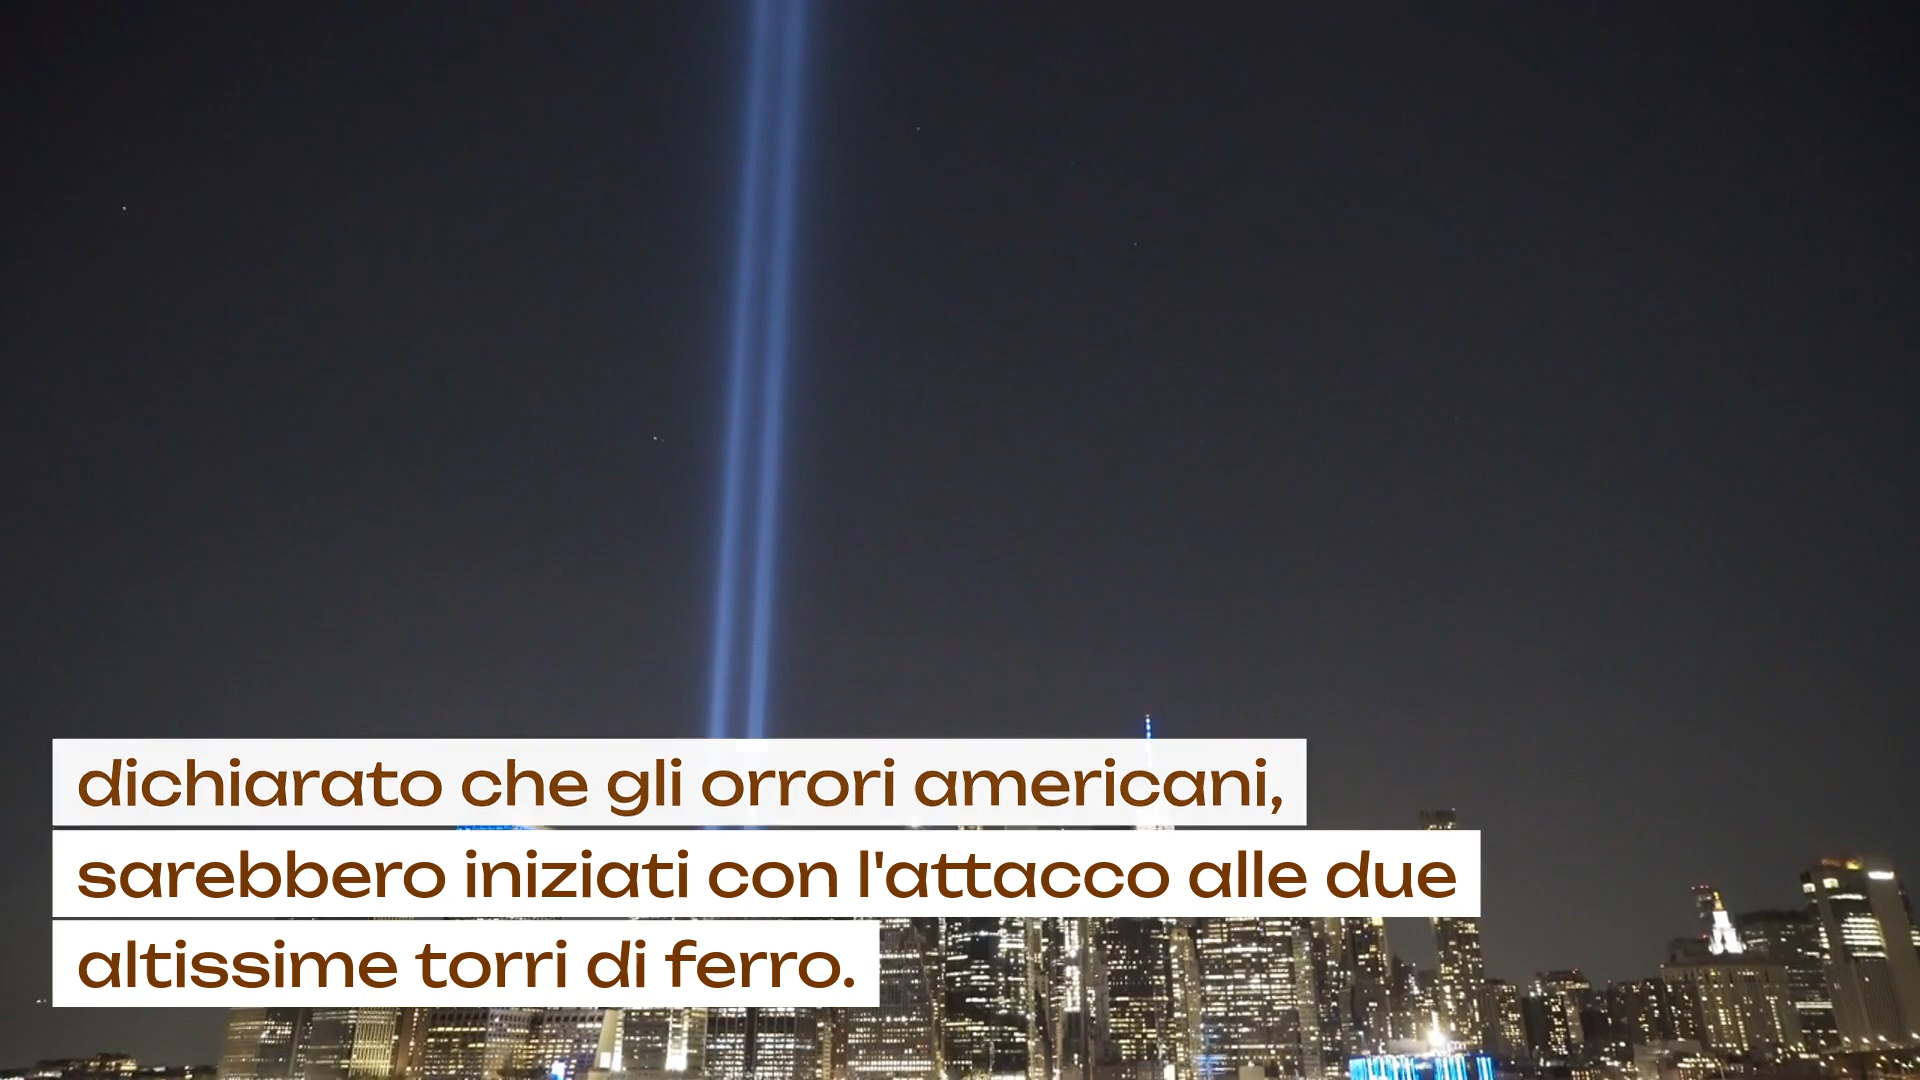 dichiarato che gli orrori americani,
sarebbero iniziati con l'attacco alle due
altissime torri di ferro.